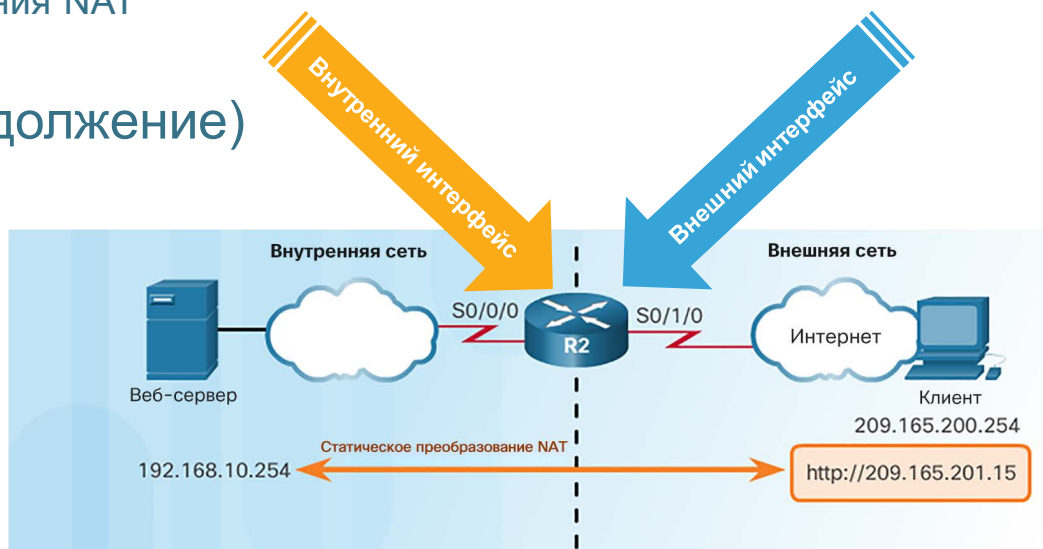 ния NAT
должение)
Внутренний интерфейс
Внешний интерфейс
Внутренняя сеть
Внешняя сеть
S0/0/0
S0/1/0
R2
Интернет
Веб-сервер
Клиент
209.165.200.254
Статическое преобразование NAT
192.168.10.254
http://209.165.201.15